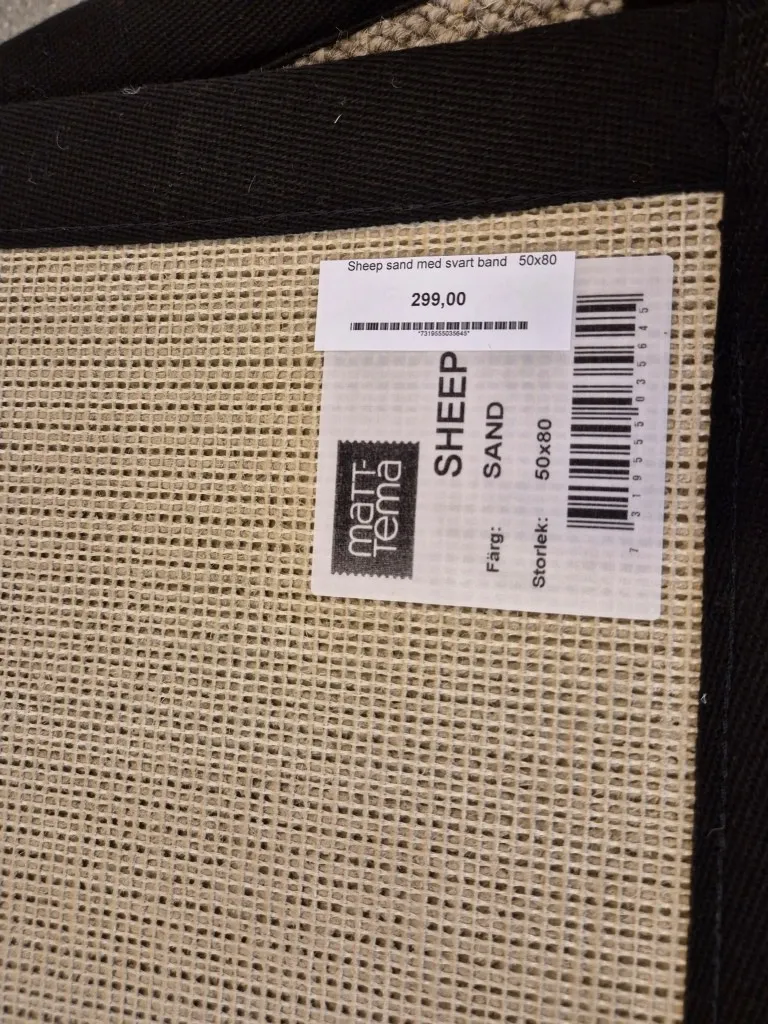 Sheep sand med svart band 50x80
299,00
*7319555035645*
matt-
Tema
SHEEP
Färg: SAND
Storlek: 50x80
7 319555 035645